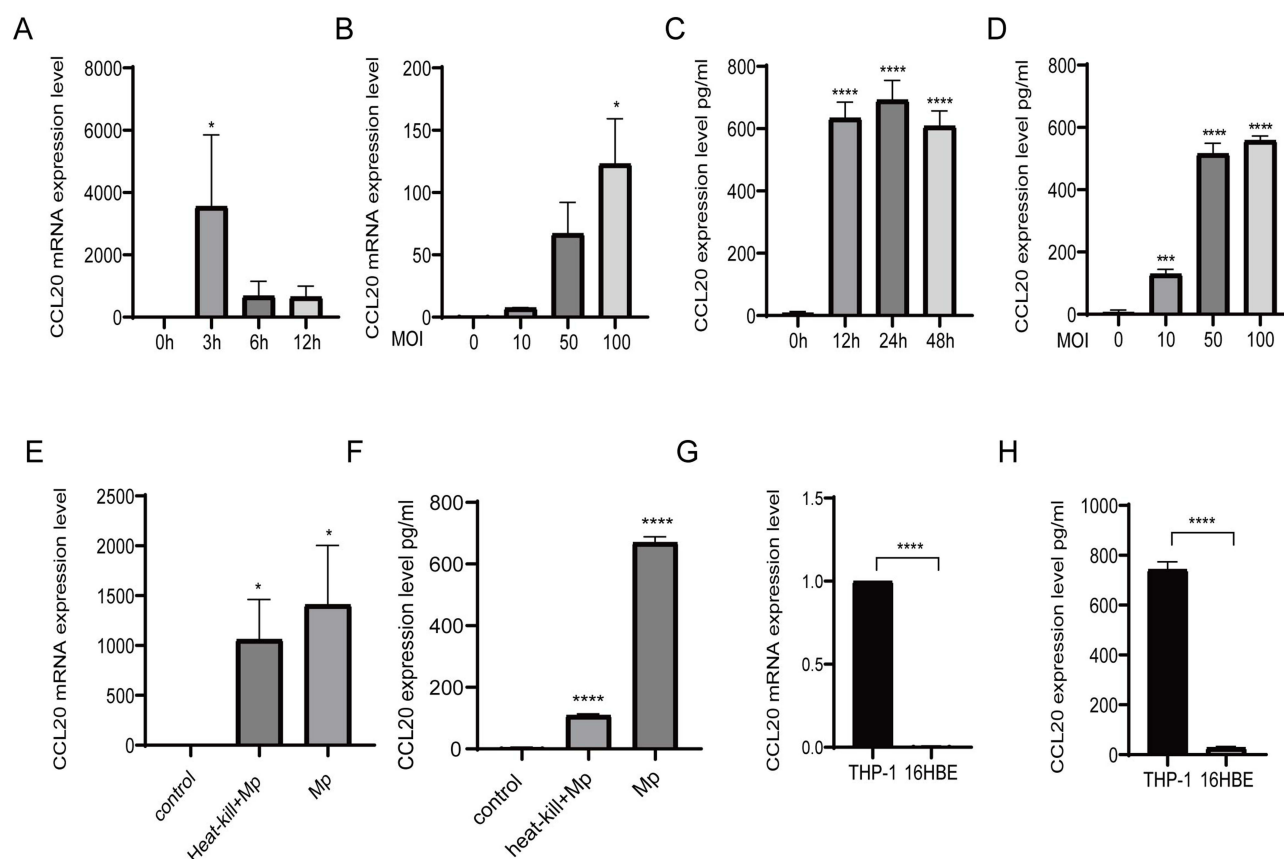 A
CCL20 mRNA expression level
8000
6000
4000
2000
0
*
0h 3h 6h 12h
B
CCL20 mRNA expression level
200
150
100
50
0
*
MOI 0 10 50 100
C
CCL20 expression level pg/ml
800
600
400
200
0
**** **** ****
0h 12h 24h 48h
D
CCL20 expression level pg/ml
800
600
400
200
0
*** **** ****
MOI 0 10 50 100
E
CCL20 mRNA expression level
2500
2000
1500
1000
500
0
* *
control
Heat-kill+Mp
Mp
F
CCL20 expression level pg/ml
800
600
400
200
0
**** ****
control
heat-kill+Mp
Mp
G
CCL20 mRNA expression level
1.5
1.0
0.5
0.0
****
THP-1 16HBE
H
CCL20 expression level pg/ml
1000
800
600
400
200
0
****
THP-1 16HBE